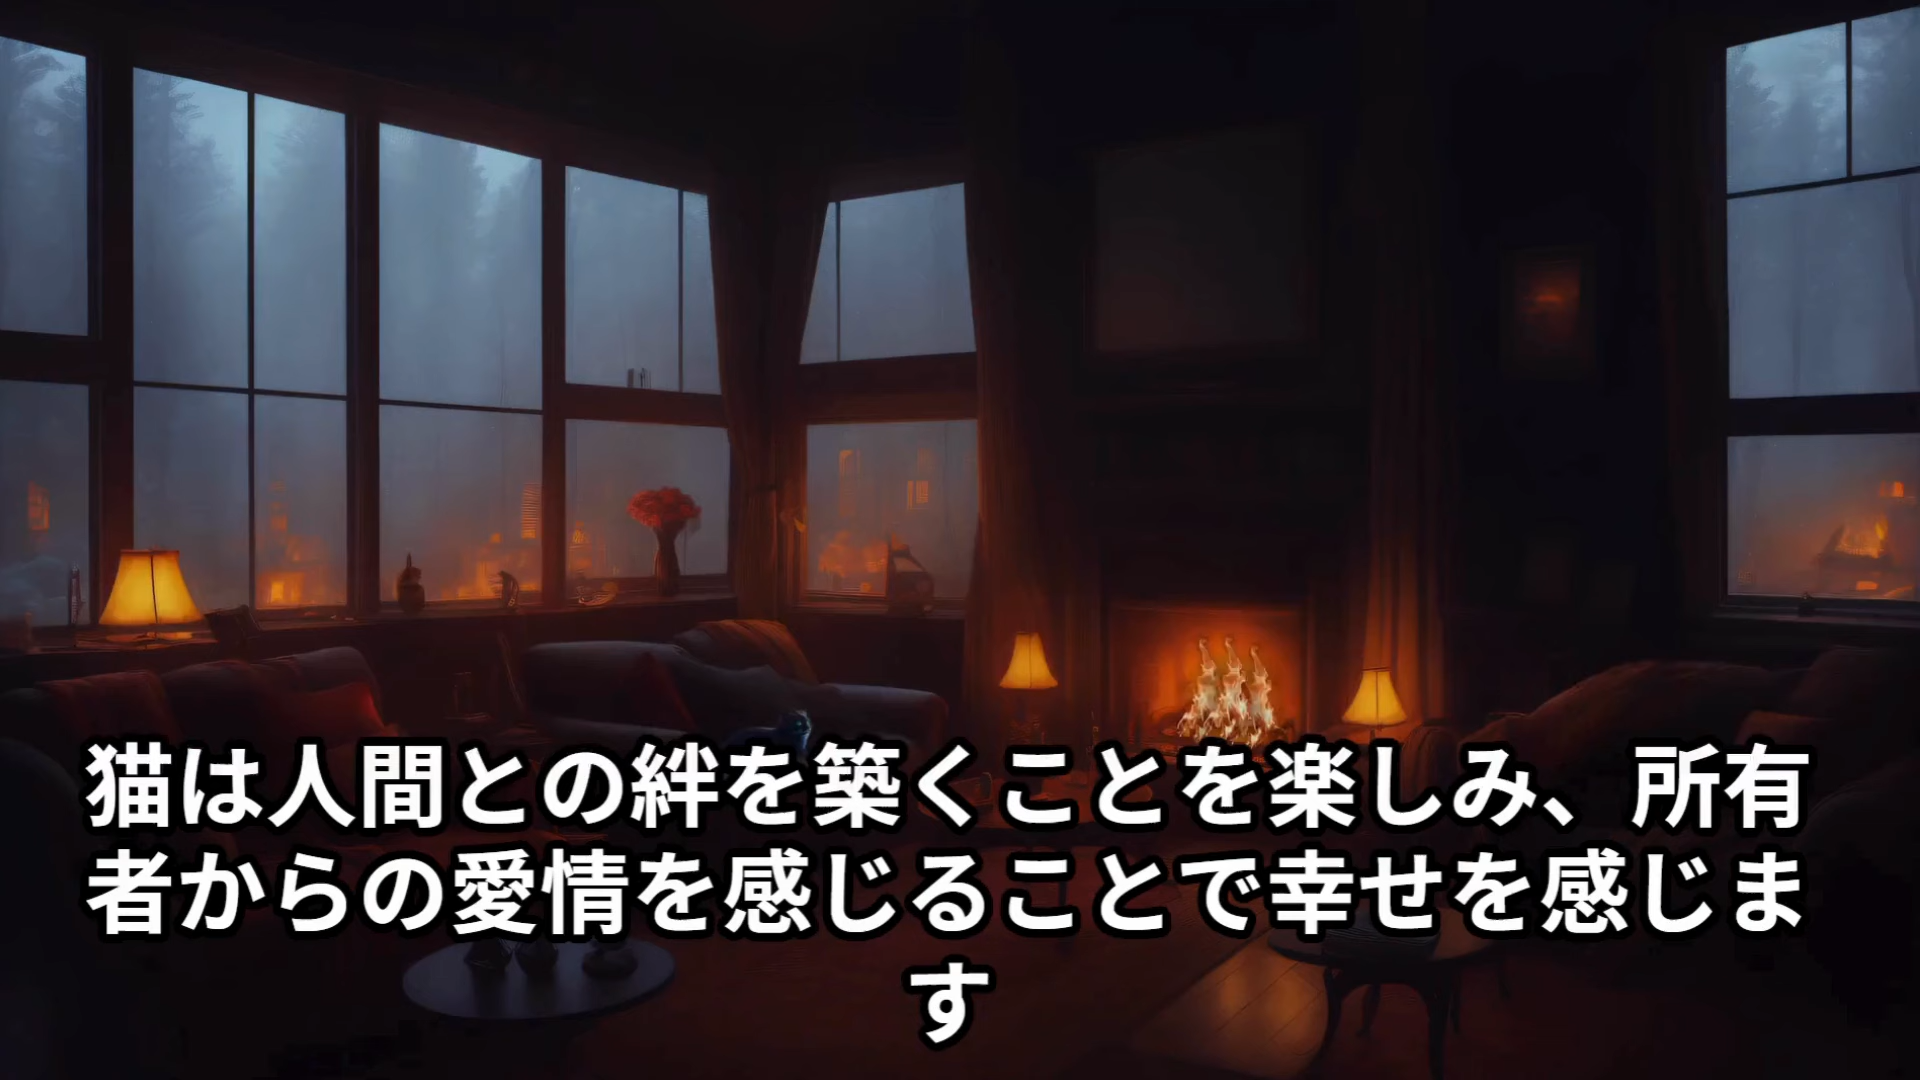 猫は人間との絆を築くことを楽しみ、所有
者からの愛情を感じることで幸せを感じま
す